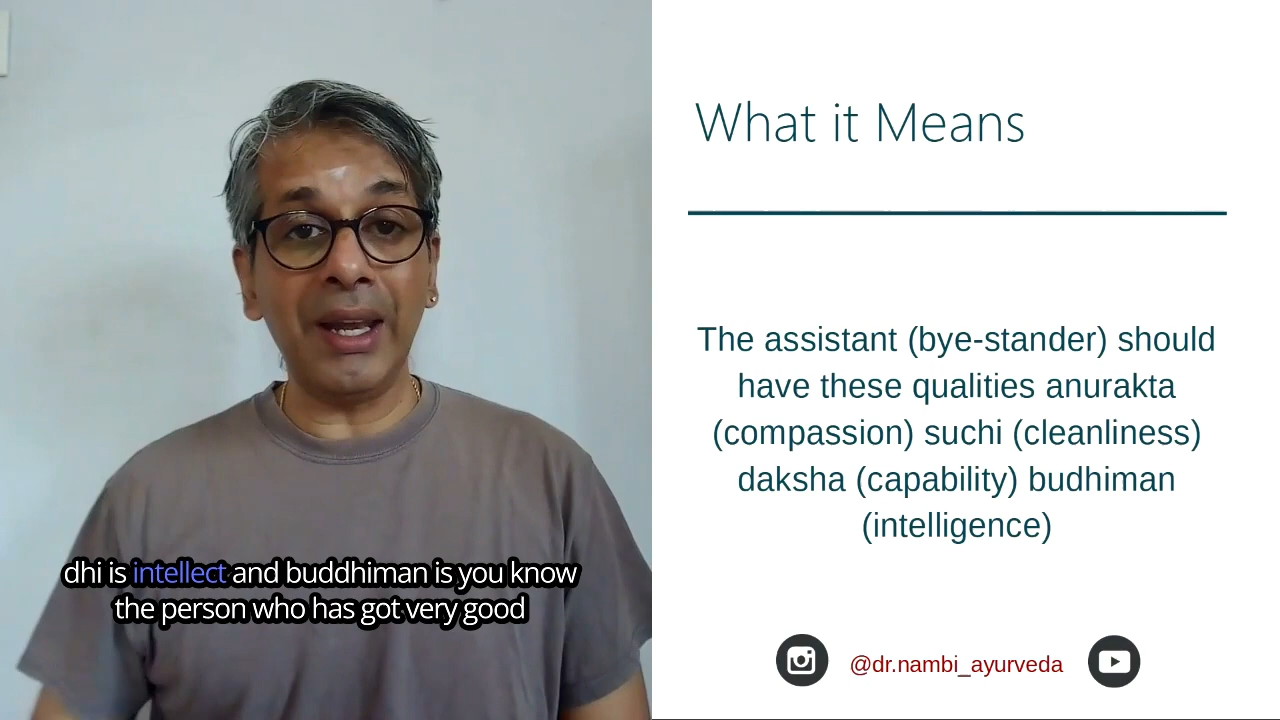 What it Means
The assistant (bye-stander) should
have these qualities anurakta
(compassion) suchi (cleanliness)
daksha (capability) budhiman
(intelligence)
dhi is intellect and buddhiman is you know
the person who has got very good
@dr.nambi_ayurveda